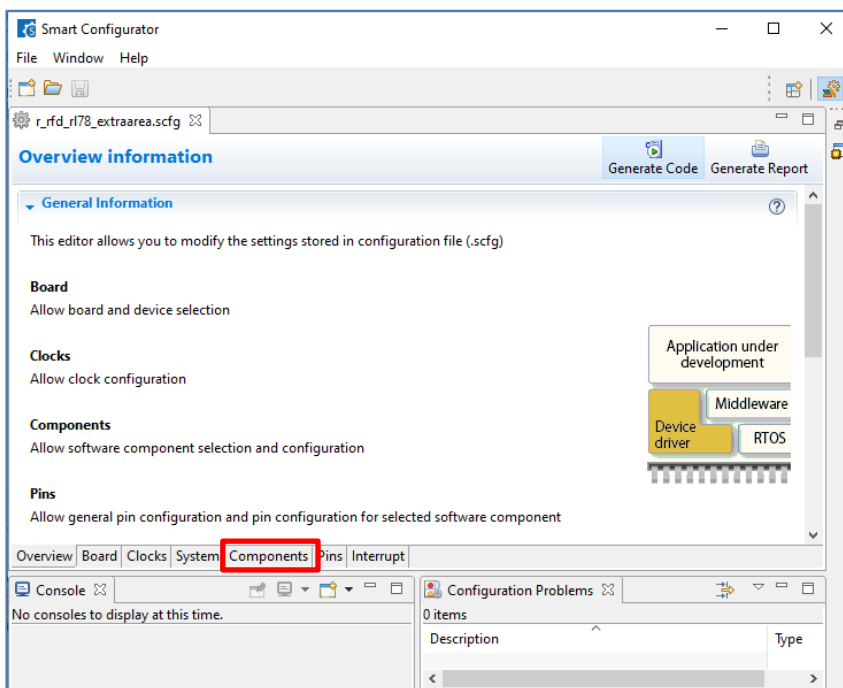 Smart Configurator
File Window Help
r_rfd_rl78_extraarea.scfg
Overview information
Generate Code Generate Report
General Information
This editor allows you to modify the settings stored in configuration file (.scfg)
Board
Allow board and device selection
Clocks
Allow clock configuration
Components
Allow software component selection and configuration
Pins
Allow general pin configuration and pin configuration for selected software component
Application under
development
Middleware
Device
driver
RTOS
Overview Board Clocks System Components Pins Interrupt
Console
No consoles to display at this time.
Configuration Problems
0 items
Description Type